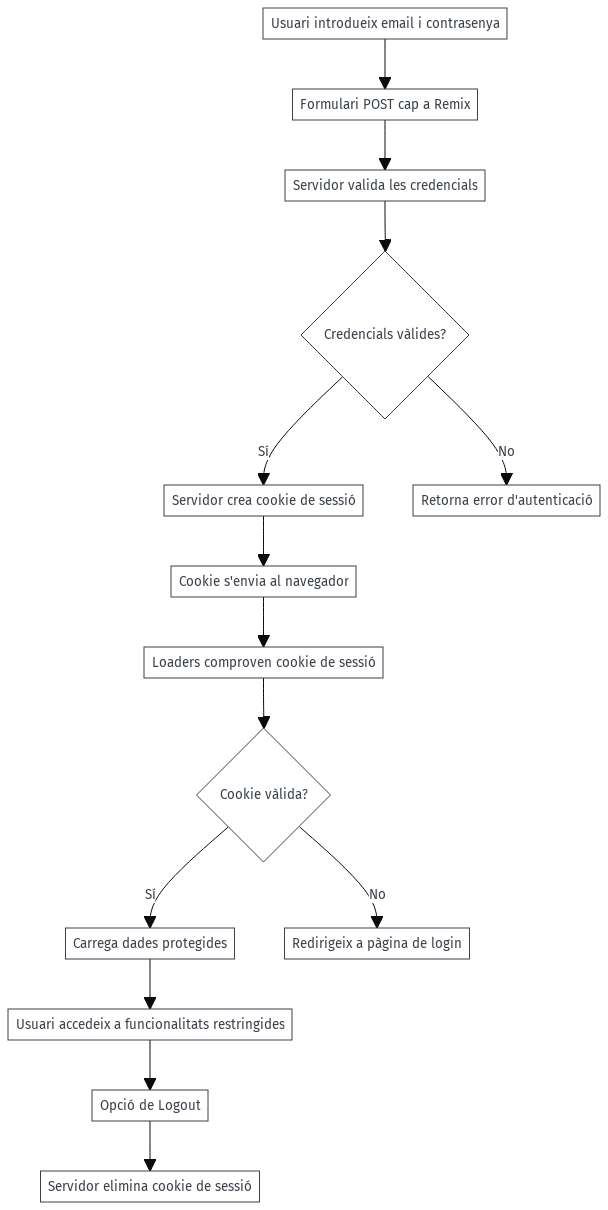 Usuari introdueix email i contrasenya
Formulari POST cap a Remix
Servidor valida les credencials
Credencials vàlides?
Sí
No
Servidor crea cookie de sessió
Retorna error d'autenticació
Cookie s'envia al navegador
Loaders comproven cookie de sessió
Cookie vàlida?
Sí
No
Carrega dades protegides
Redirigeix a pàgina de login
Usuari accedeix a funcionalitats restringides
Opció de Logout
Servidor elimina cookie de sessió